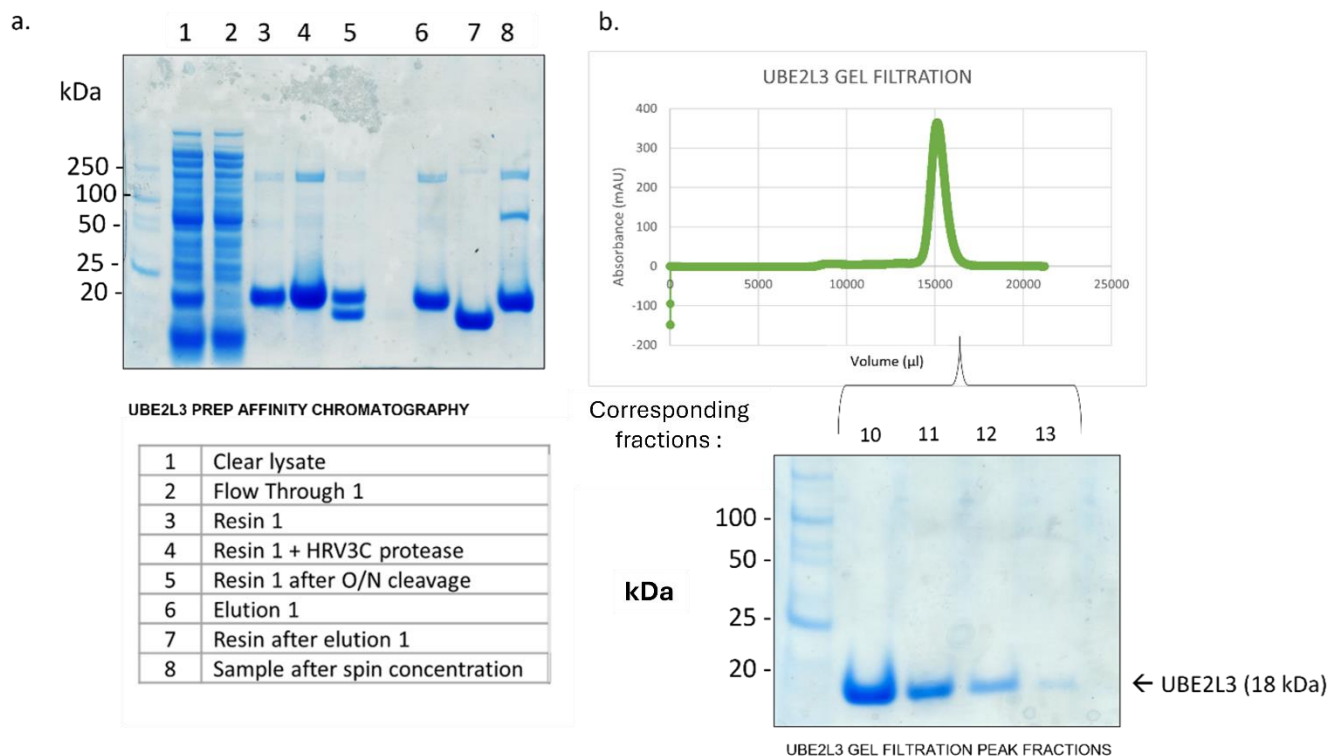 a.
1 2 3 4 5 6 7 8
kDa
250 -
100 -
50 -
25 -
20 -
UBE2L3 PREP AFFINITY CHROMATOGRAPHY
1 Clear lysate
2 Flow Through 1
3 Resin 1
4 Resin 1 + HRV3C protease
5 Resin 1 after O/N cleavage
6 Elution 1
7 Resin after elution 1
8 Sample after spin concentration
b.
UBE2L3 GEL FILTRATION
Absorbance (mAU)
400
300
200
100
0
-100
-200
0 5000 10000 15000 20000 25000
Volume (µl)
Corresponding
fractions :
10 11 12 13
kDa
100 -
50 -
25 -
20 -
← UBE2L3 (18 kDa)
UBE2L3 GEL FILTRATION PEAK FRACTIONS